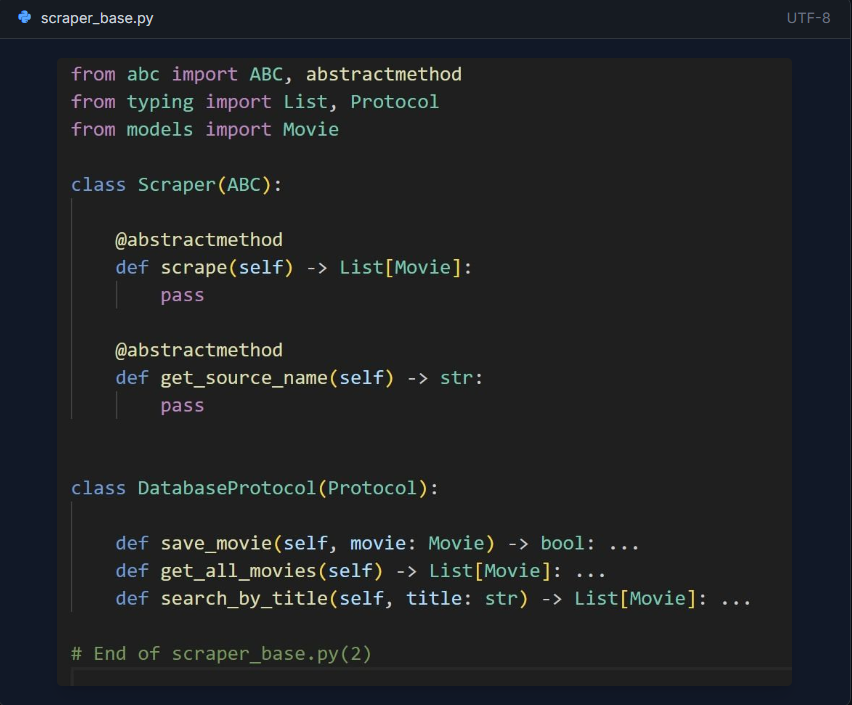 scraper_base.py
UTF-8
from abc import ABC, abstractmethod
from typing import List, Protocol
from models import Movie

class Scraper(ABC):

    @abstractmethod
    def scrape(self) -> List[Movie]:
        pass

    @abstractmethod
    def get_source_name(self) -> str:
        pass


class DatabaseProtocol(Protocol):

    def save_movie(self, movie: Movie) -> bool: ...
    def get_all_movies(self) -> List[Movie]: ...
    def search_by_title(self, title: str) -> List[Movie]: ...

# End of scraper_base.py(2)